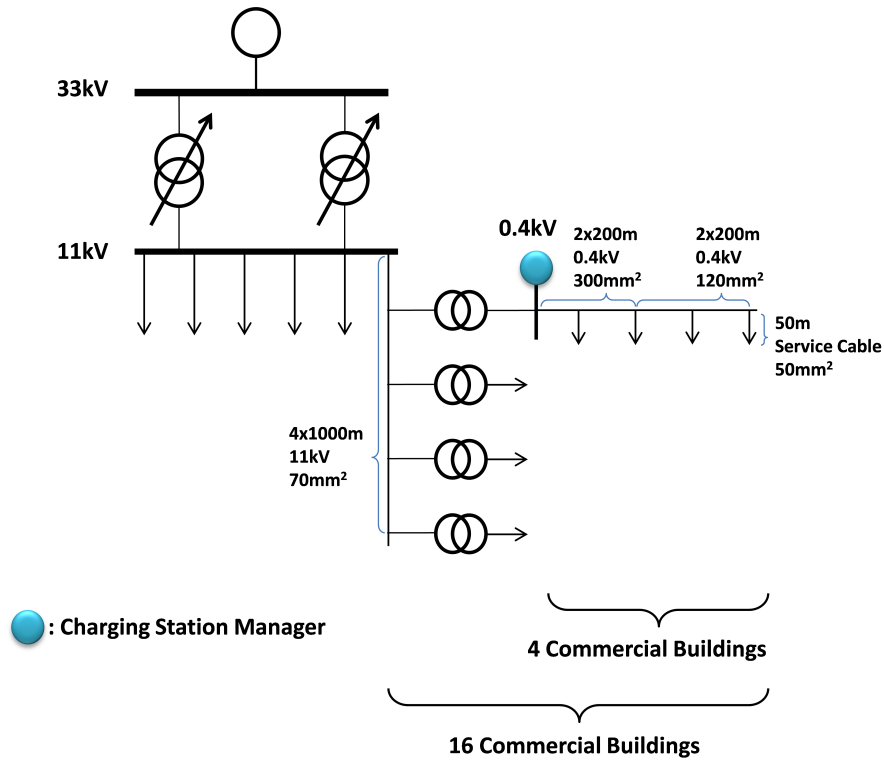 33kV
11kV
0.4kV
2x200m
0.4kV
300mm²
2x200m
0.4kV
120mm²
50m
Service Cable
50mm²
4x1000m
11kV
70mm²
: Charging Station Manager
4 Commercial Buildings
16 Commercial Buildings